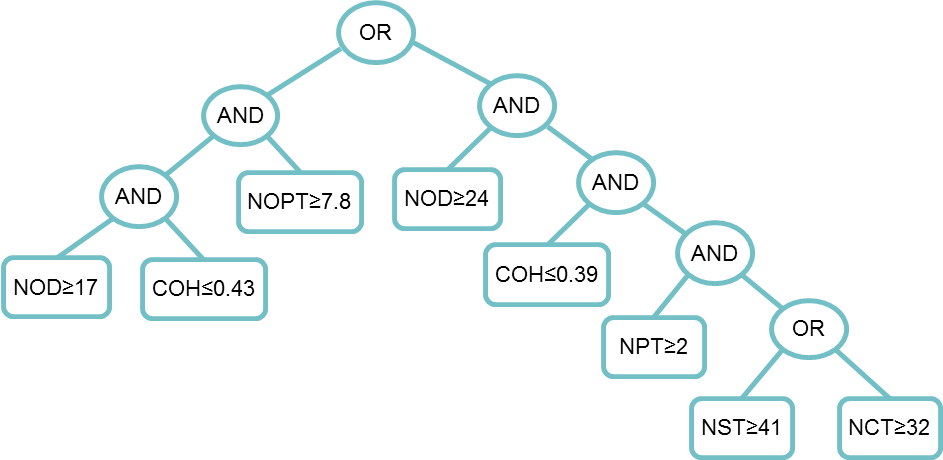 OR
AND
AND
AND
NOPT≥7.8
NOD≥24
AND
NOD≥17
COH≤0.43
COH≤0.39
AND
NPT≥2
OR
NST≥41
NCT≥32